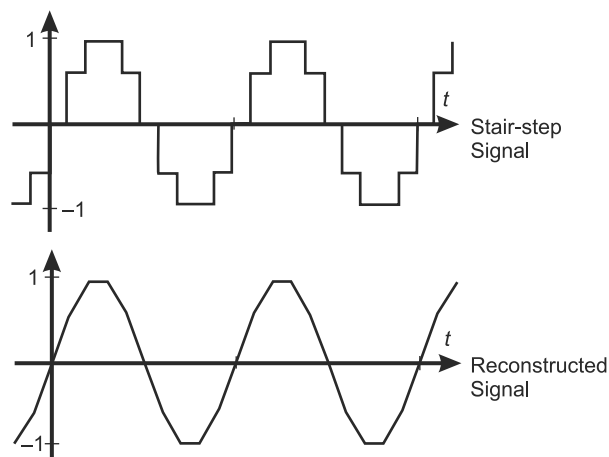 1
t
Stair-step
Signal
–1
1
t
Reconstructed
Signal
–1